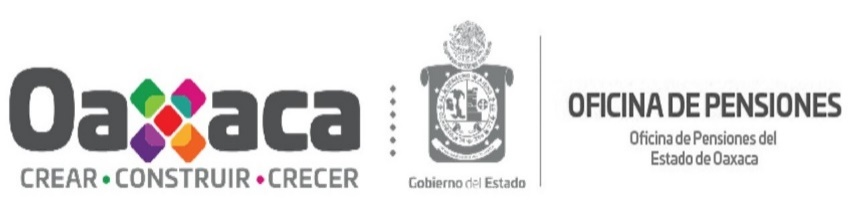 Oaxaca
CREAR•CONSTRUIR•CRECER
Gobierno del Estado
OFICINA DE PENSIONES
Oficina de Pensiones del
Estado de Oaxaca